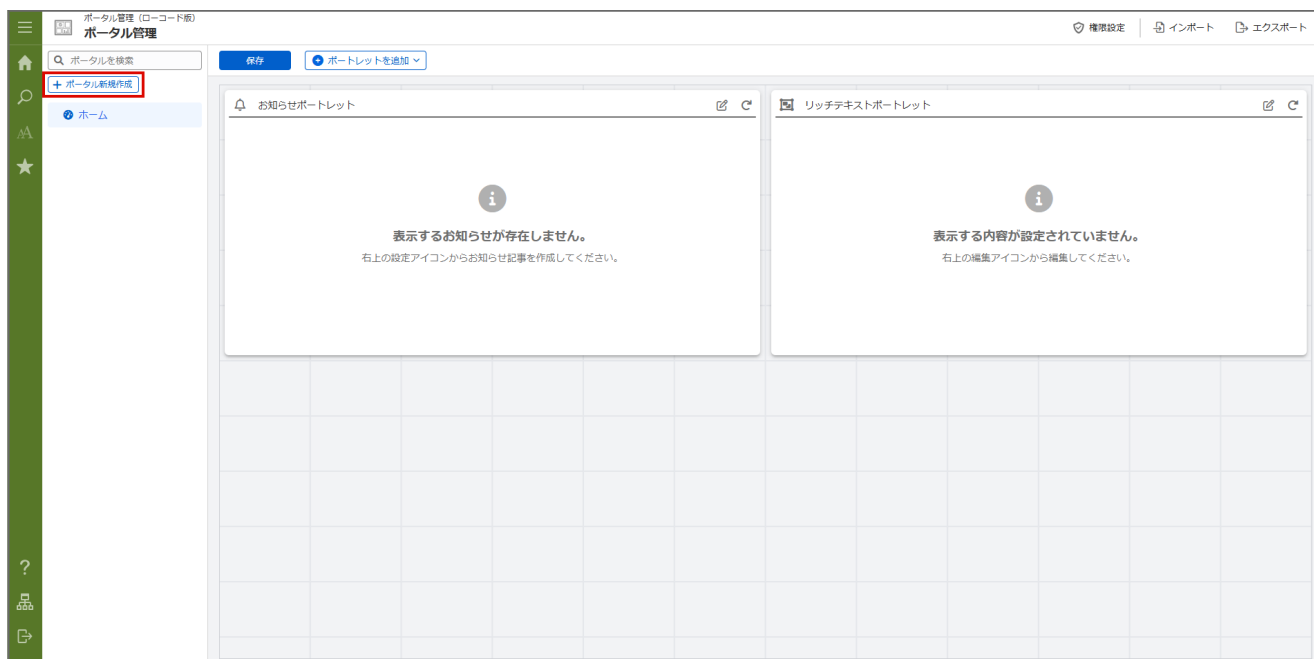 ポータル管理（ローコード版）
ポータル管理
権限設定
インポート
エクスポート
ポータルを検索
保存
ポートレットを追加
ポータル新規作成
ホーム
お知らせポートレット
リッチテキストポートレット
表示するお知らせが存在しません。
右上の設定アイコンからお知らせ記事を作成してください。
表示する内容が設定されていません。
右上の編集アイコンから編集してください。